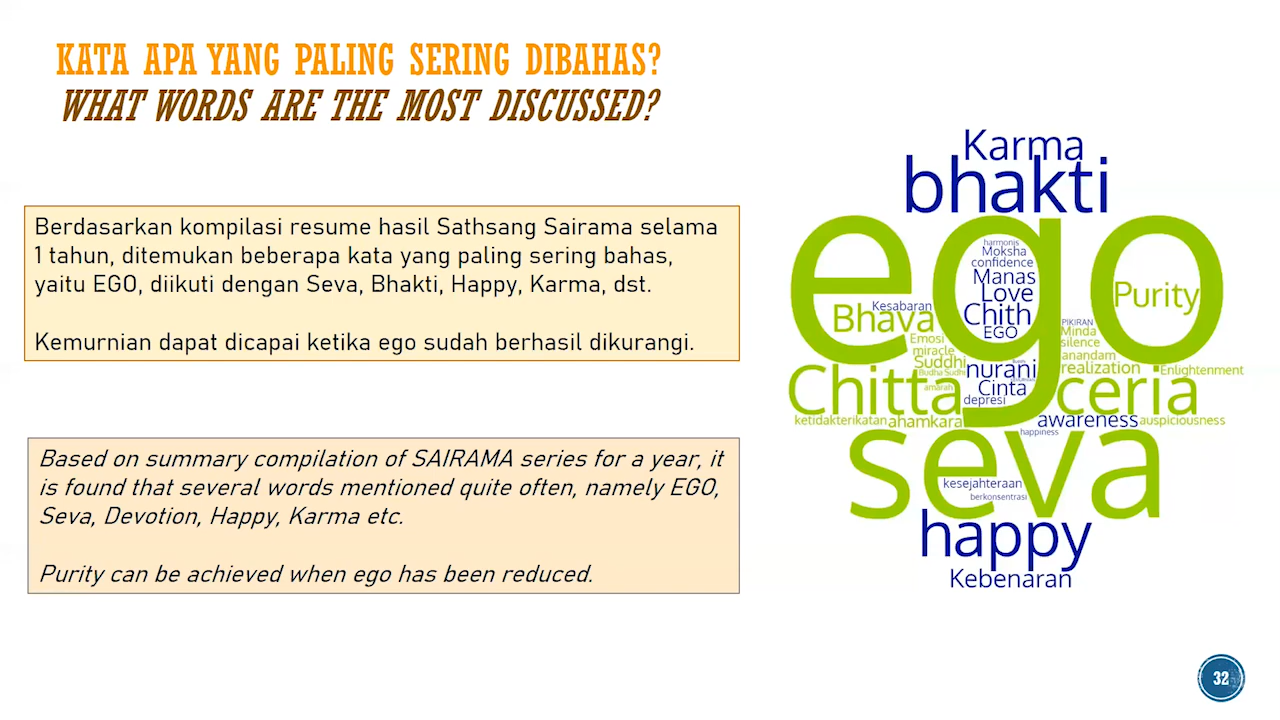 KATA APA YANG PALING SERING DIBAHAS?
WHAT WORDS ARE THE MOST DISCUSSED?
Berdasarkan kompilasi resume hasil Sathsang Sairama selama
1 tahun, ditemukan beberapa kata yang paling sering bahas,
yaitu EGO, diikuti dengan Seva, Bhakti, Happy, Karma, dst.
Kemurnian dapat dicapai ketika ego sudah berhasil dikurangi.
Based on summary compilation of SAIRAMA series for a year, it
is found that several words mentioned quite often, namely EGO,
Seva, Devotion, Happy, Karma etc.
Purity can be achieved when ego has been reduced.
Karma
bhakti
ego
harmonis
Moksha
confidence
Manas
Love
Chith
EGO
Purity
Kesabaran
Bhava
PIKIRAN
Minda
silence
anandam
realization
Enlightenment
Emosi
miracle
Suddhi
Budha Sudhi
amarah
nurani
Cinta
depresi
Chitta
ceria
ketidakterikatan
ahamkara
awareness
auspiciousness
happiness
seva
kesejahteraan
berkonsentrasi
happy
Kebenaran
32